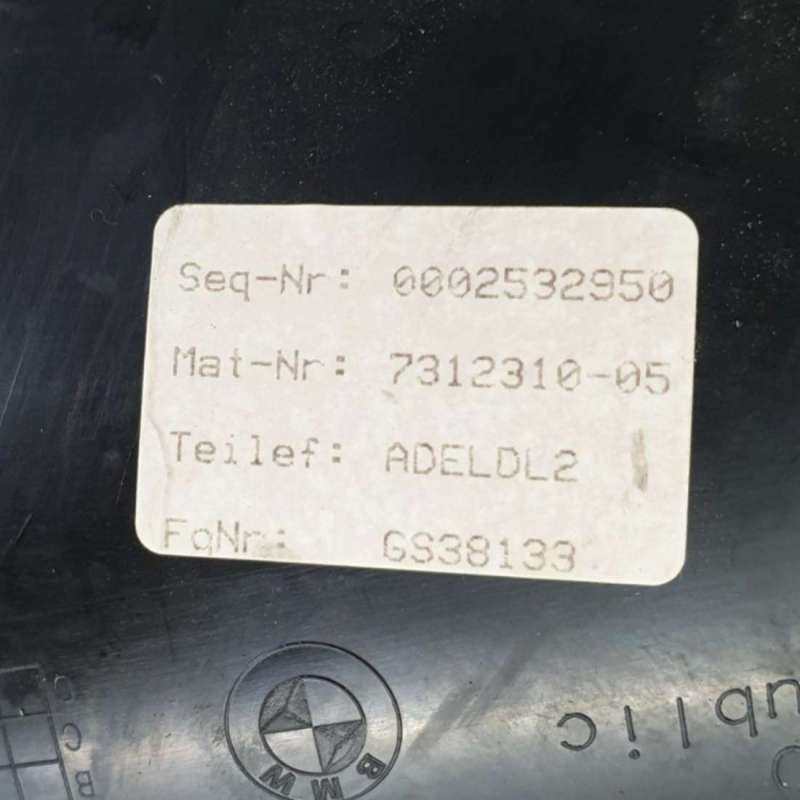 Seq-Nr: 0002532950
Mat-Nr: 7312310-05
Teilef: ADELDL2
FgNr: GS38133
BMW
ublic
C
C
B